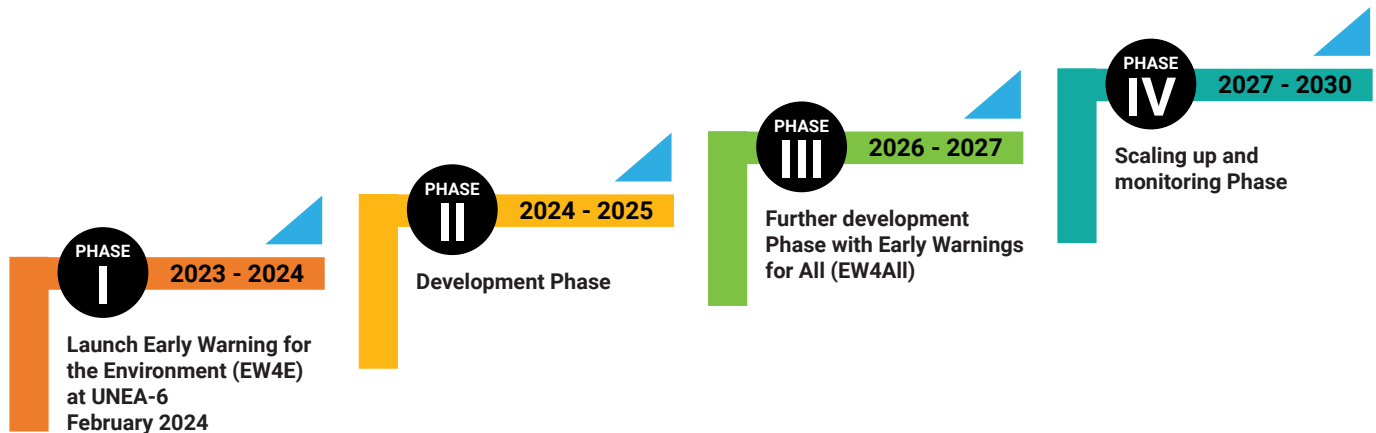 PHASE
I
2023 - 2024
Launch Early Warning for
the Environment (EW4E)
at UNEA-6
February 2024
PHASE
II
2024 - 2025
Development Phase
PHASE
III
2026 - 2027
Further development
Phase with Early Warnings
for All (EW4All)
PHASE
IV
2027 - 2030
Scaling up and
monitoring Phase